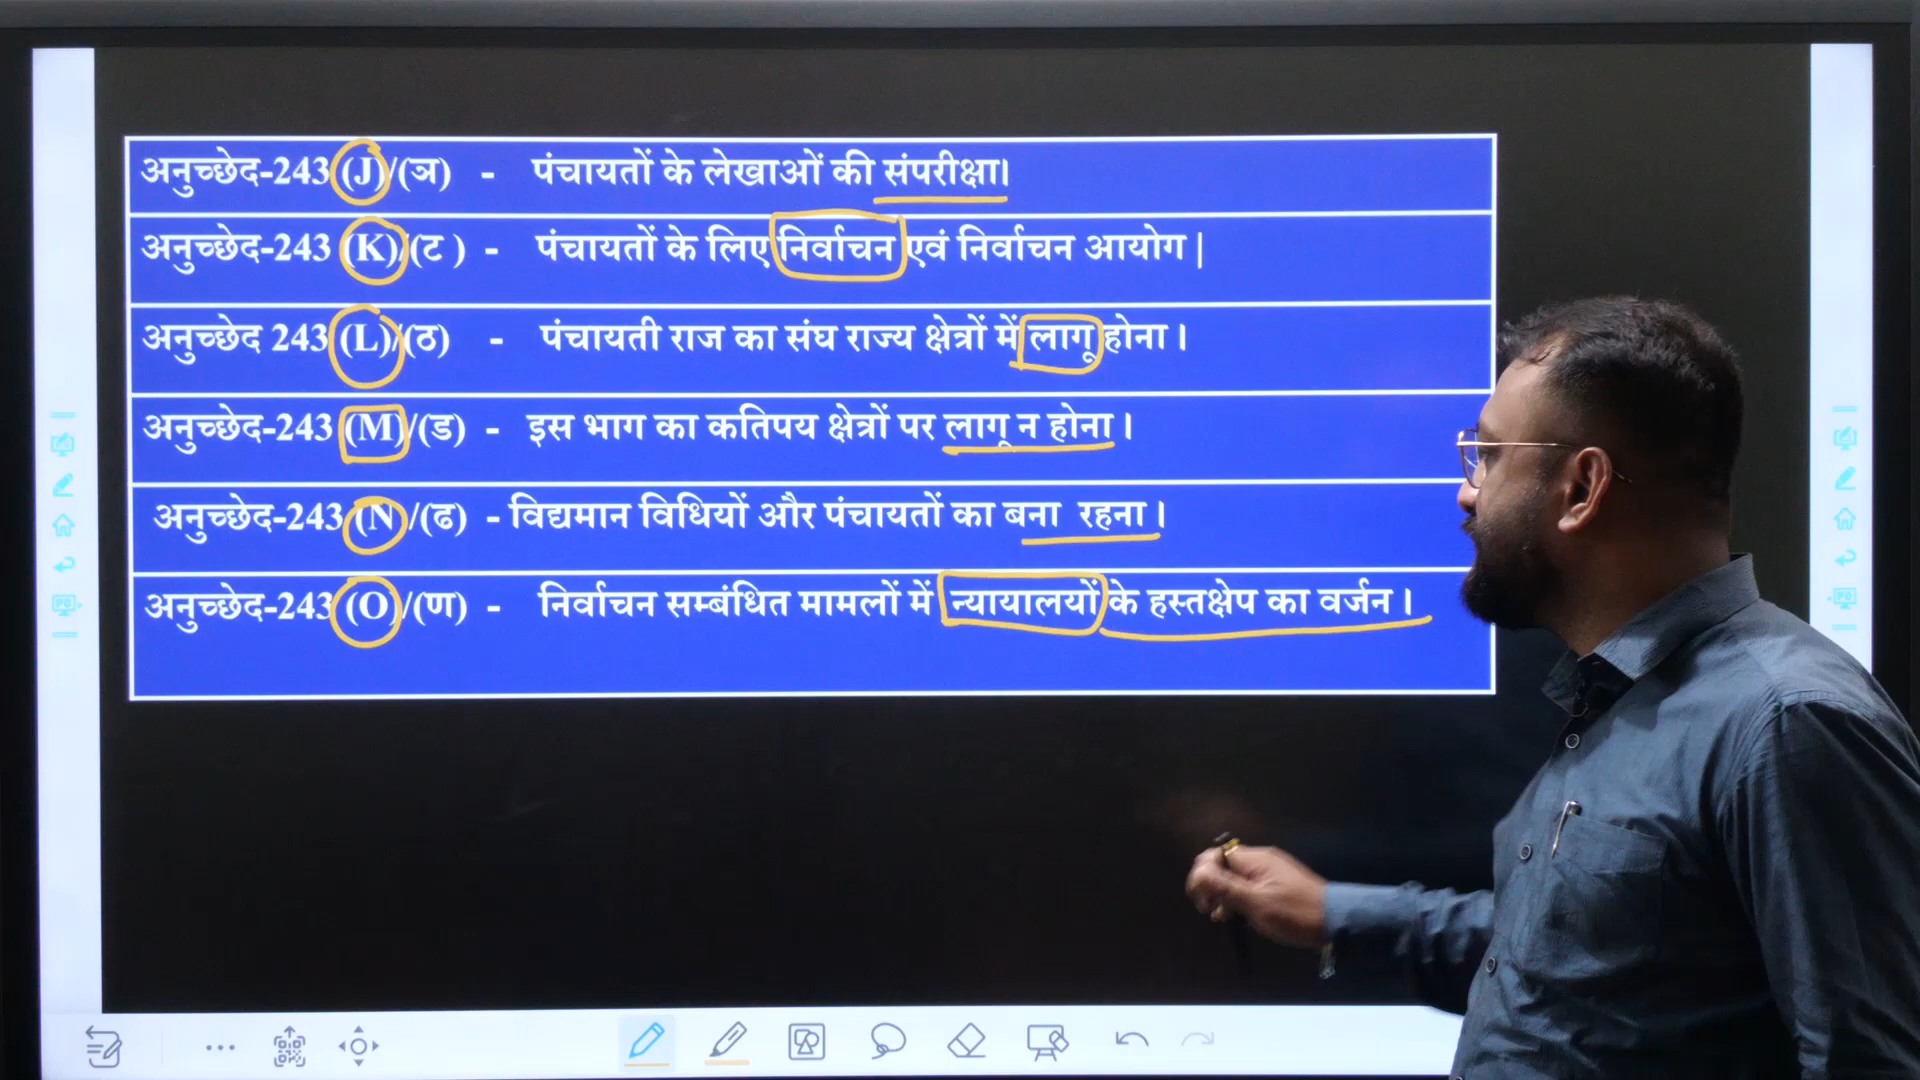 अनुच्छेद-243 (J)/(ञ) - पंचायतों के लेखाओं की संपरीक्षा।
अनुच्छेद-243 (K)/(ट ) - पंचायतों के लिए निर्वाचन एवं निर्वाचन आयोग |
अनुच्छेद 243 (L)/(ठ) - पंचायती राज का संघ राज्य क्षेत्रों में लागू होना ।
अनुच्छेद-243 (M)/(ड) - इस भाग का कतिपय क्षेत्रों पर लागू न होना ।
अनुच्छेद-243 (N) /(ढ) - विद्यमान विधियों और पंचायतों का बना रहना ।
अनुच्छेद-243 (O)/(ण) - निर्वाचन सम्बंधित मामलों में न्यायालयों के हस्तक्षेप का वर्जन ।